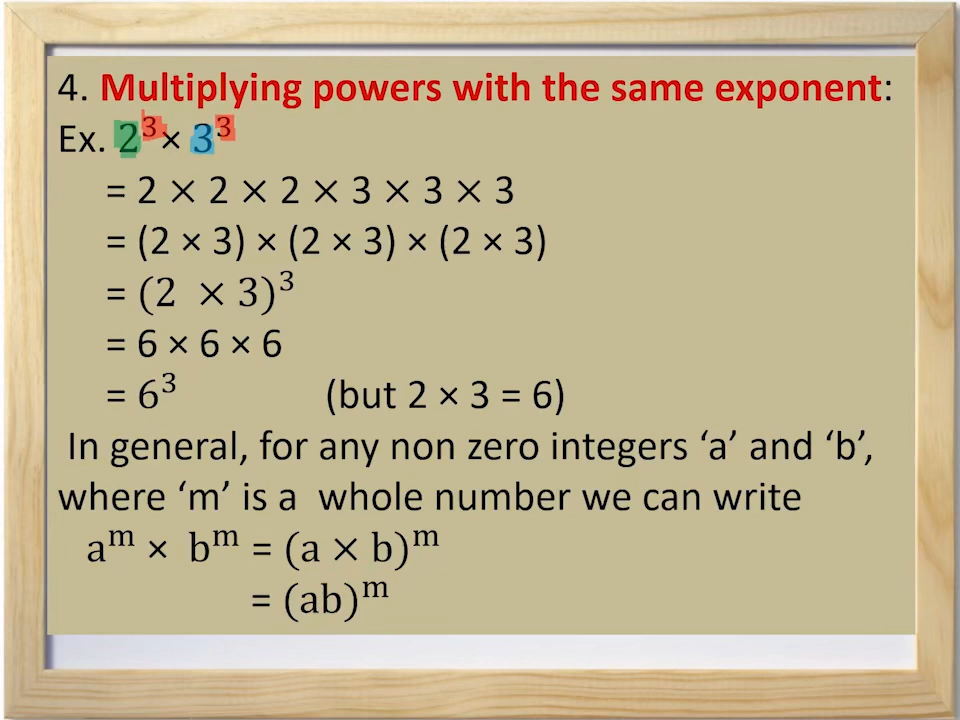 4. Multiplying powers with the same exponent:
Ex. 2³ × 3³
= 2 × 2 × 2 × 3 × 3 × 3
= (2 × 3) × (2 × 3) × (2 × 3)
= (2 × 3)³
= 6 × 6 × 6
= 6³ (but 2 × 3 = 6)
In general, for any non zero integers ‘a’ and ‘b’,
where ‘m’ is a whole number we can write
aᵐ × bᵐ = (a × b)ᵐ
= (ab)ᵐ